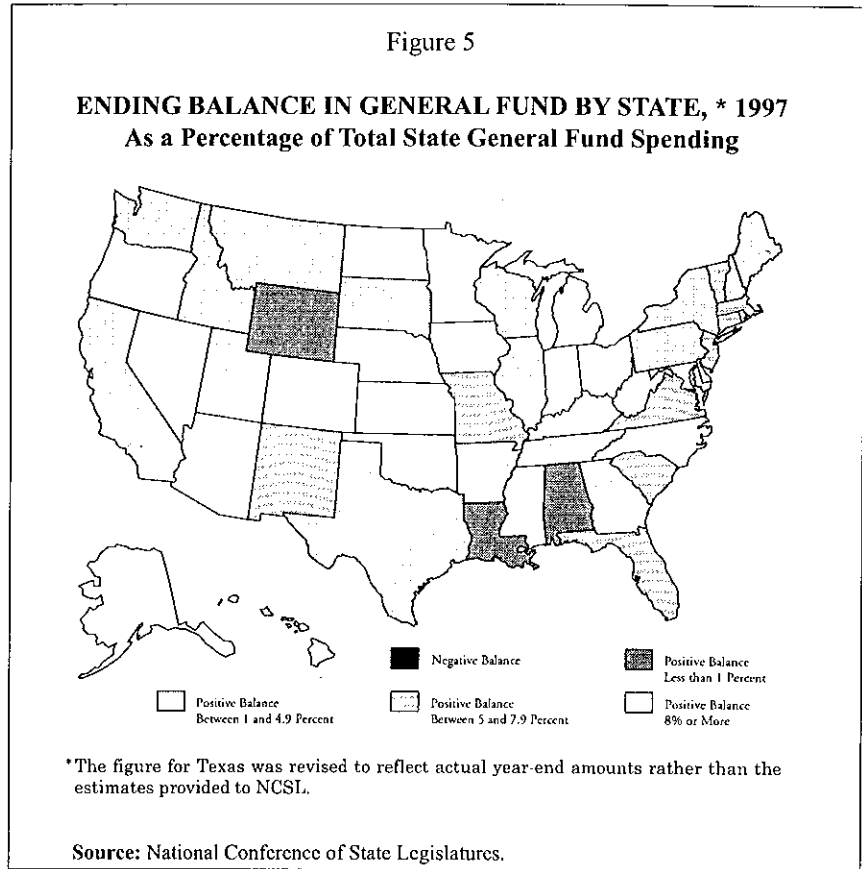 Figure 5
ENDING BALANCE IN GENERAL FUND BY STATE, * 1997
As a Percentage of Total State General Fund Spending
Negative Balance
Positive Balance
Less than 1 Percent
Positive Balance
Between 1 and 4.9 Percent
Positive Balance
Between 5 and 7.9 Percent
Positive Balance
8% or More
*The figure for Texas was revised to reflect actual year-end amounts rather than the
estimates provided to NCSL.
Source: National Conference of State Legislatures.